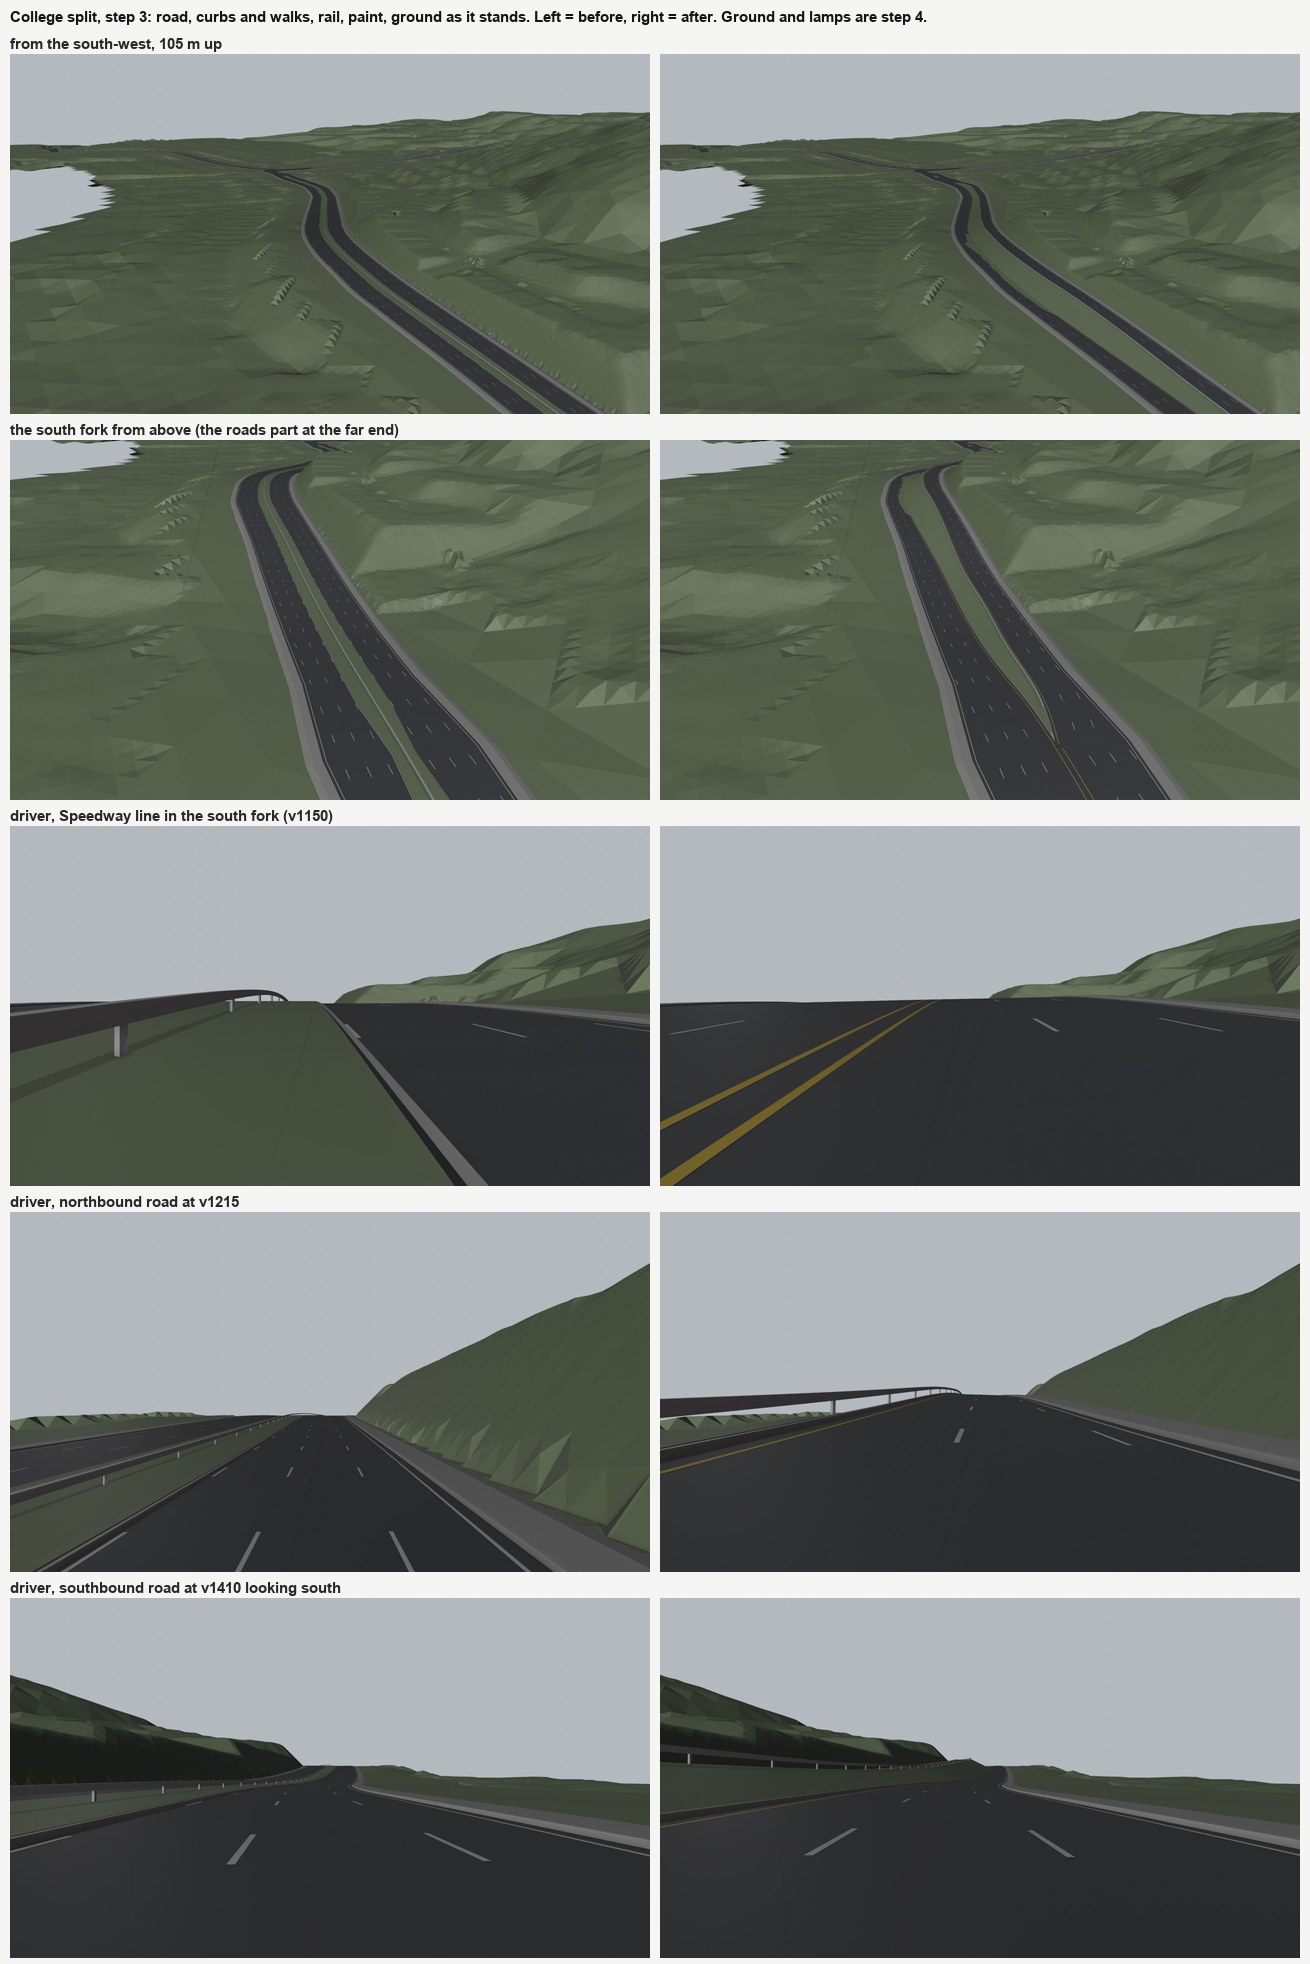 College split, step 3: road, curbs and walks, rail, paint, ground as it stands. Left = before, right = after. Ground and lamps are step 4.
from the south-west, 105 m up
the south fork from above (the roads part at the far end)
driver, Speedway line in the south fork (v1150)
driver, northbound road at v1215
driver, southbound road at v1410 looking south